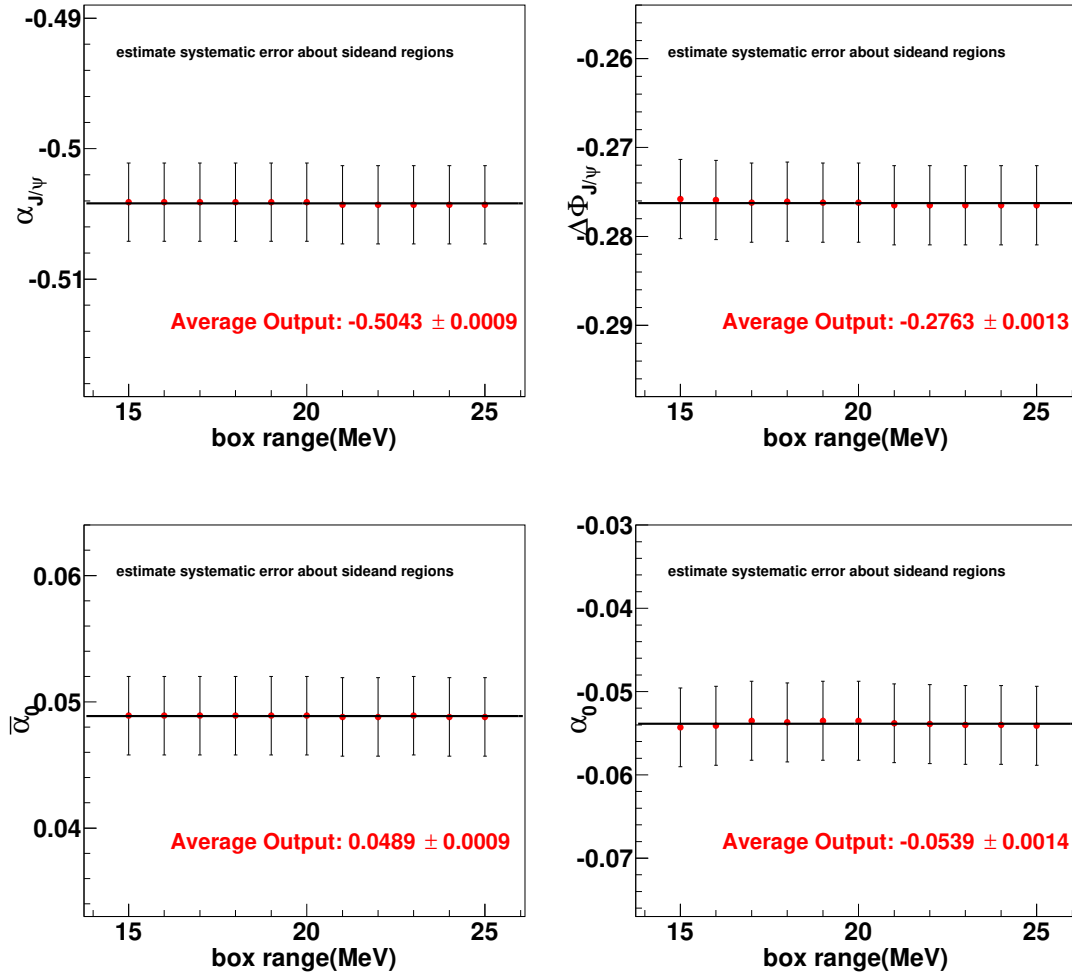 -0.49
estimate systematic error about sideand regions
-0.5
-0.51
α_J/ψ
Average Output: -0.5043 ± 0.0009
15 20 25
box range(MeV)
-0.26
estimate systematic error about sideand regions
-0.27
-0.28
-0.29
ΔΦ_J/ψ
Average Output: -0.2763 ± 0.0013
15 20 25
box range(MeV)
0.06
estimate systematic error about sideand regions
0.05
0.04
α̅_0
Average Output: 0.0489 ± 0.0009
15 20 25
box range(MeV)
-0.03
estimate systematic error about sideand regions
-0.04
-0.05
-0.06
-0.07
α_0
Average Output: -0.0539 ± 0.0014
15 20 25
box range(MeV)